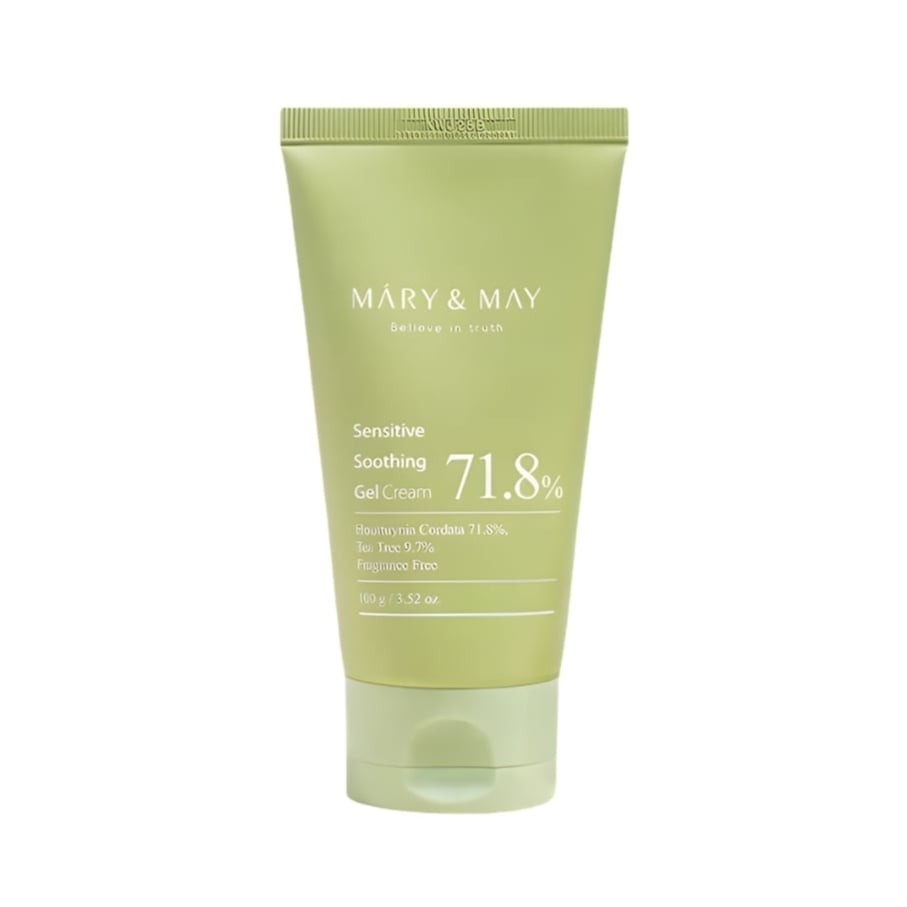 MÁRY & MAY
Believe in truth
Sensitive
Soothing
Gel Cream 71.8%
Houttuynia Cordata 71.8%,
Tea Tree 9.7%
Fragrance Free
100 g / 3.52 oz.